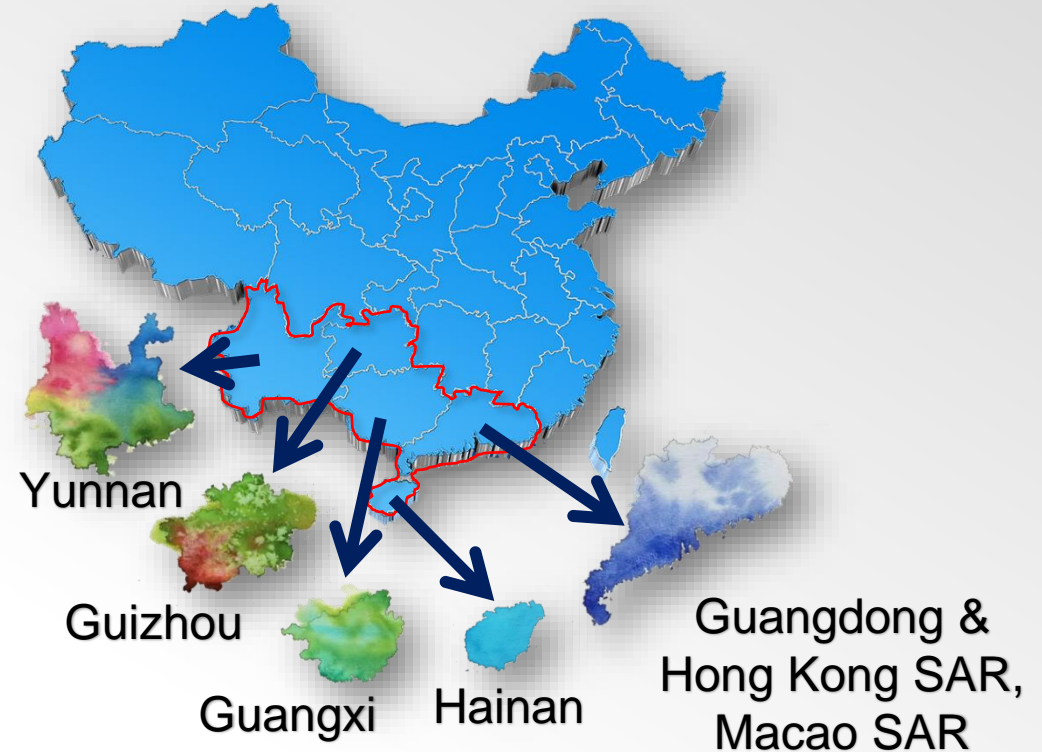 Yunnan
Guizhou
Guangxi
Hainan
Guangdong &
Hong Kong SAR,
Macao SAR